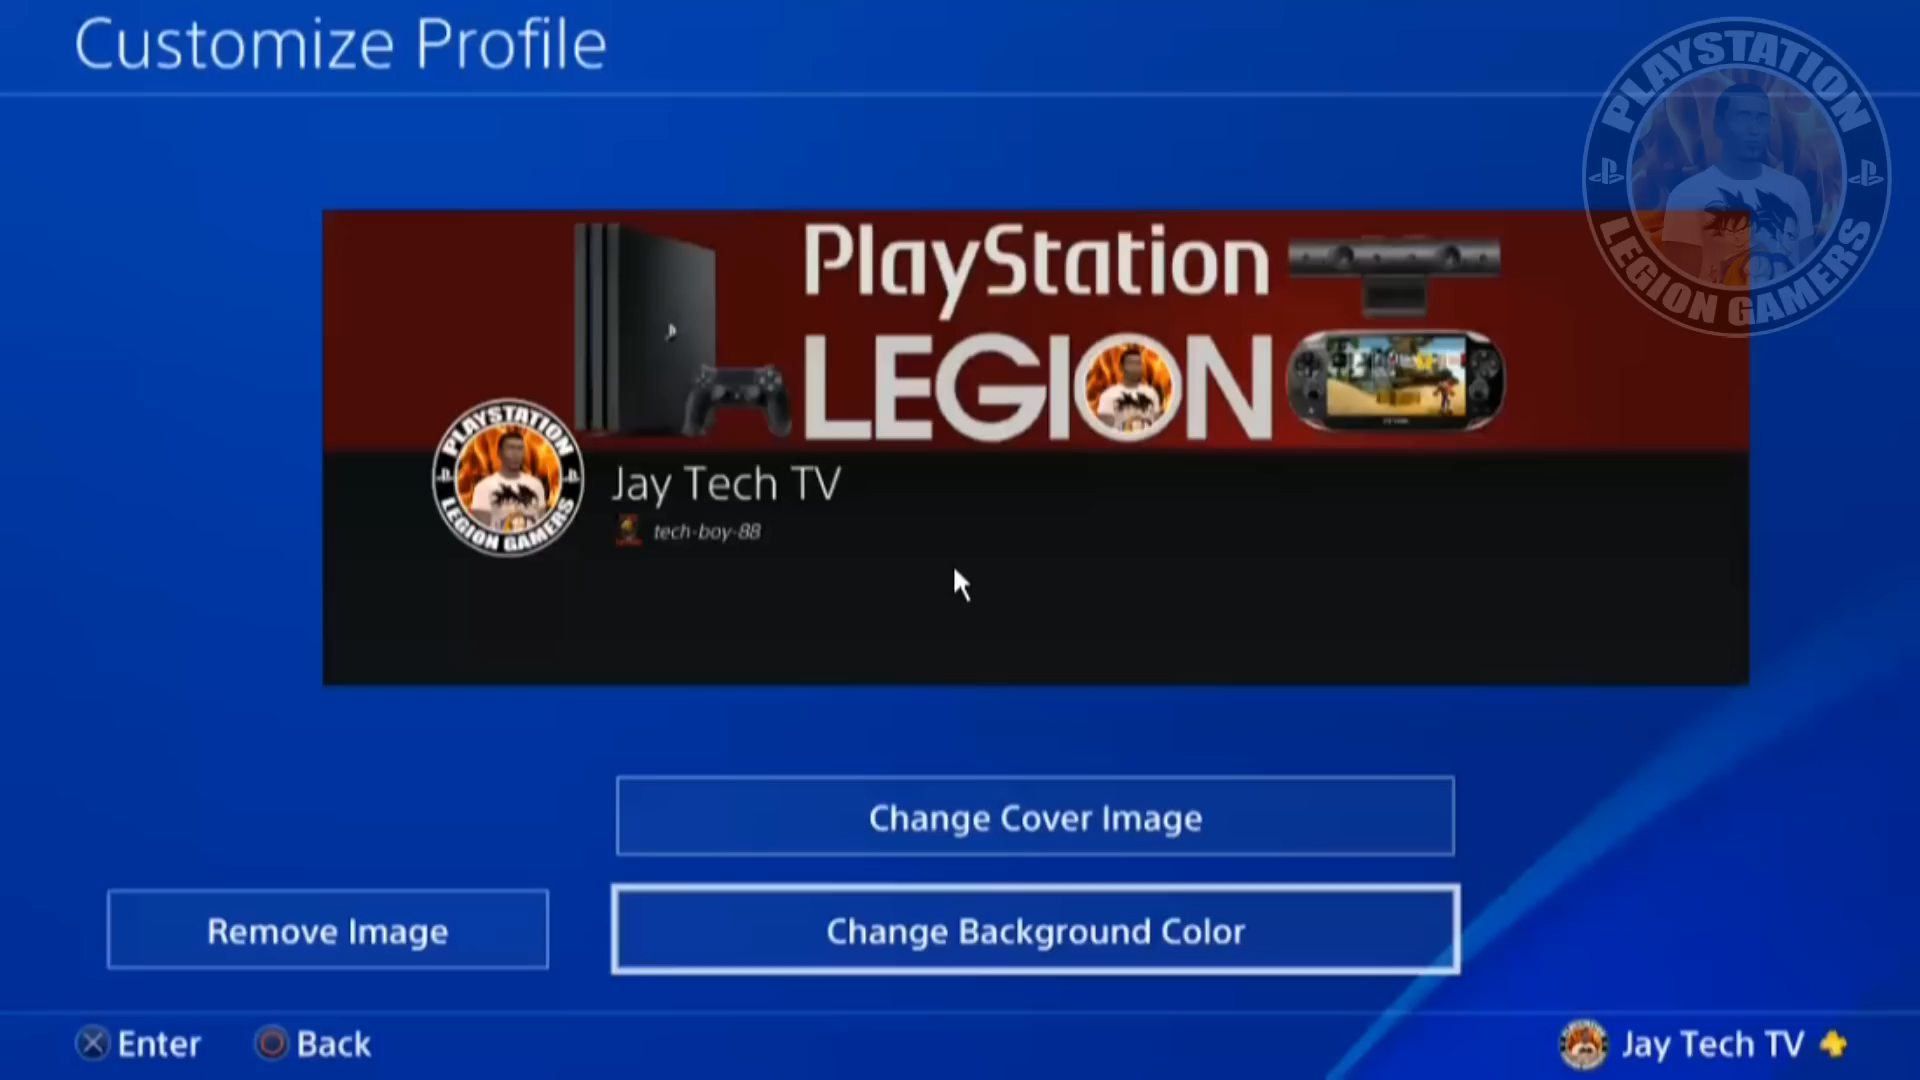 Customize Profile
PLAYSTATION
LEGION GAMERS
PlayStation
LEGION
PLAYSTATION
LEGION GAMERS
Jay Tech TV
tech-boy-88
Change Cover Image
Remove Image
Change Background Color
Enter
Back
Jay Tech TV